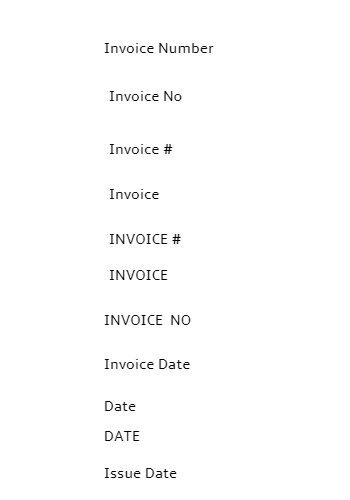 Invoice Number
Invoice No
Invoice #
Invoice
INVOICE #
INVOICE
INVOICE  NO
Invoice Date
Date
DATE
Issue Date